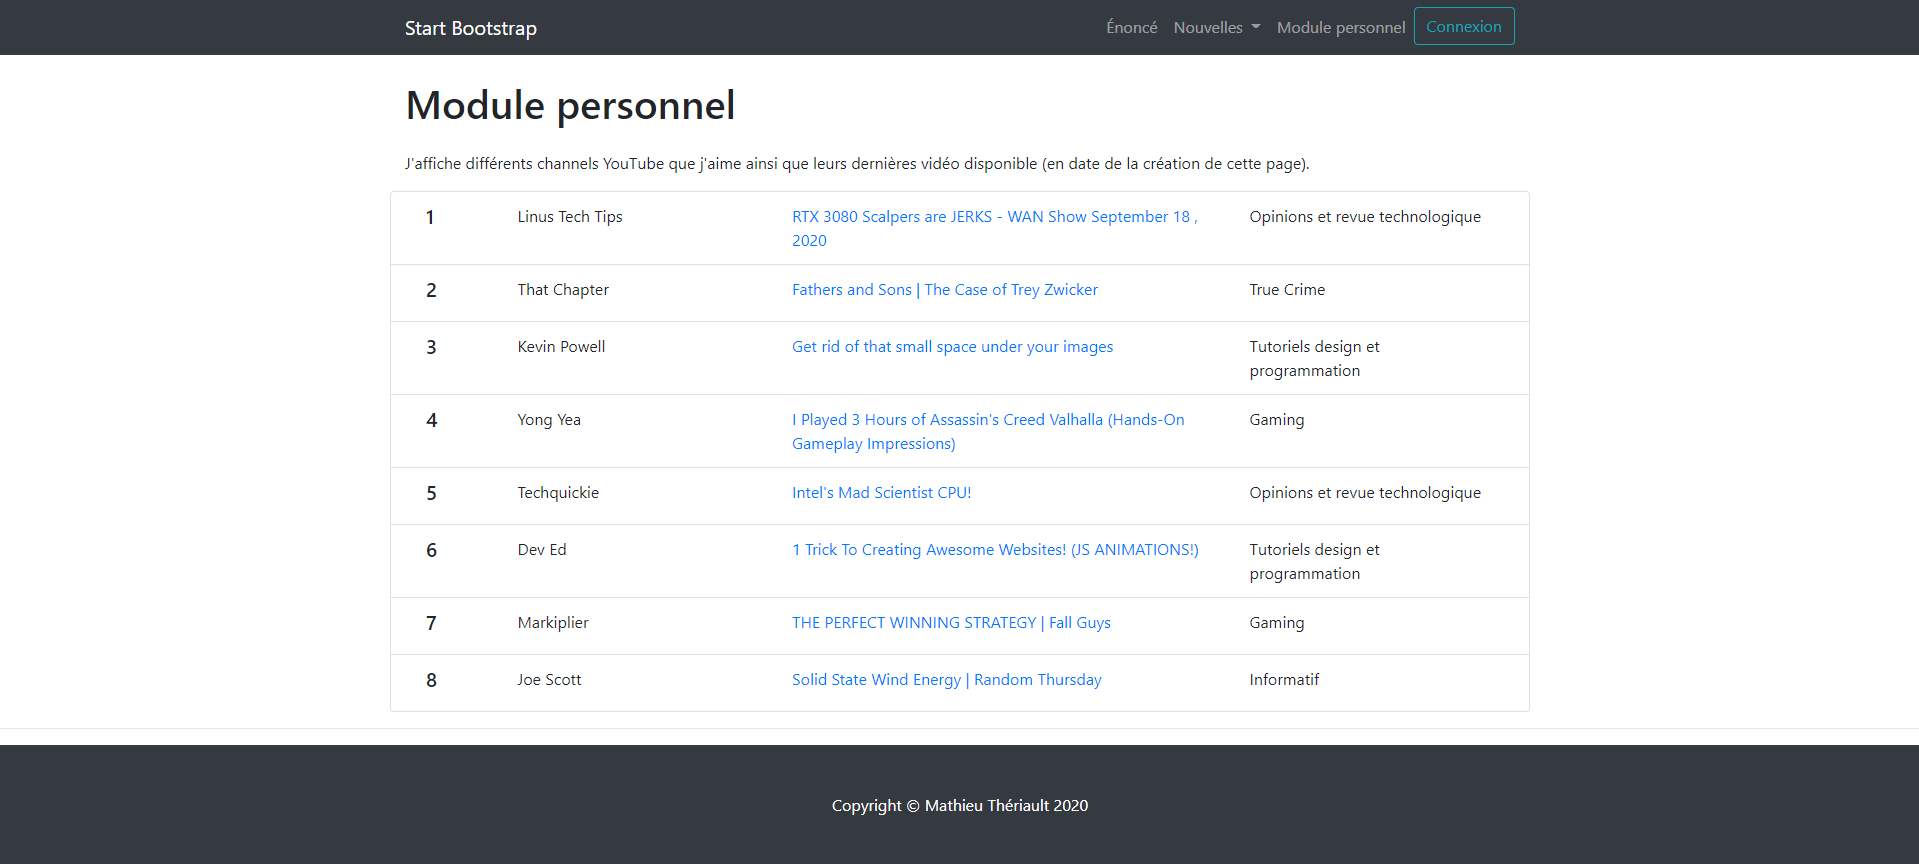 Start Bootstrap
Énoncé Nouvelles Module personnel Connexion
Module personnel
J'affiche différents channels YouTube que j'aime ainsi que leurs dernières vidéo disponible (en date de la création de cette page).
1 Linus Tech Tips RTX 3080 Scalpers are JERKS - WAN Show September 18 , Opinions et revue technologique
2020
2 That Chapter Fathers and Sons | The Case of Trey Zwicker True Crime
3 Kevin Powell Get rid of that small space under your images Tutoriels design et
programmation
4 Yong Yea I Played 3 Hours of Assassin's Creed Valhalla (Hands-On Gaming
Gameplay Impressions)
5 Techquickie Intel's Mad Scientist CPU! Opinions et revue technologique
6 Dev Ed 1 Trick To Creating Awesome Websites! (JS ANIMATIONS!) Tutoriels design et
programmation
7 Markiplier THE PERFECT WINNING STRATEGY | Fall Guys Gaming
8 Joe Scott Solid State Wind Energy | Random Thursday Informatif
Copyright © Mathieu Thériault 2020